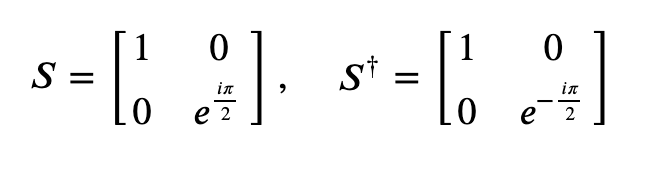 S = [ 1 0 ; 0 e^{iπ/2} ], S† = [ 1 0 ; 0 e^{-iπ/2} ]